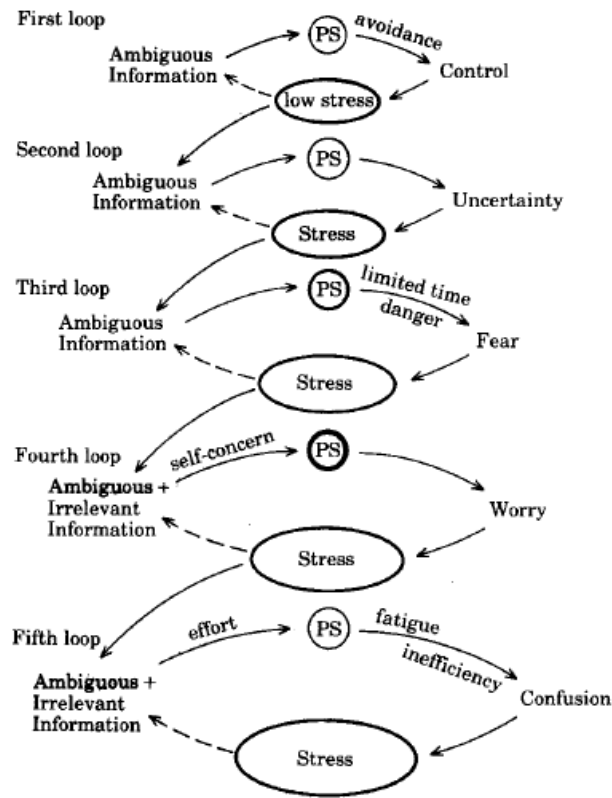 First loop
PS
avoidance
Ambiguous
Information
Control
low stress
Second loop
PS
Ambiguous
Information
Uncertainty
Stress
Third loop
PS
limited time
danger
Ambiguous
Information
Fear
Stress
Fourth loop
self-concern
PS
Ambiguous +
Irrelevant
Information
Worry
Stress
Fifth loop
effort
PS
fatigue
inefficiency
Ambiguous +
Irrelevant
Information
Confusion
Stress